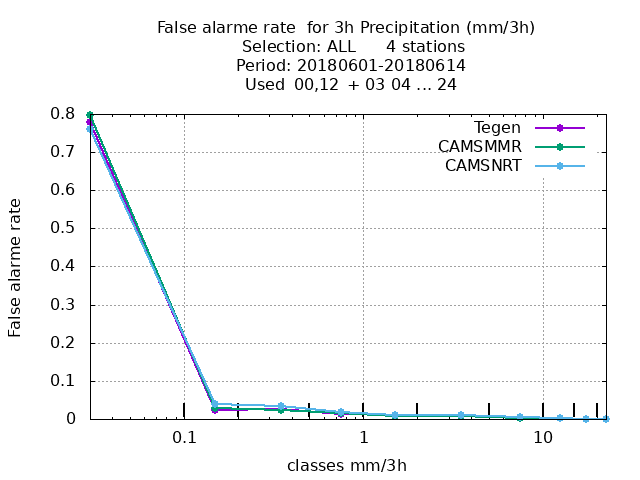 False alarme rate  for 3h Precipitation (mm/3h)
Selection: ALL      4 stations
Period: 20180601-20180614
Used  00,12  + 03 04 ... 24
Tegen
CAMSMMR
CAMSNRT
False alarme rate
0.8
0.7
0.6
0.5
0.4
0.3
0.2
0.1
0
0.1
1
10
classes mm/3h